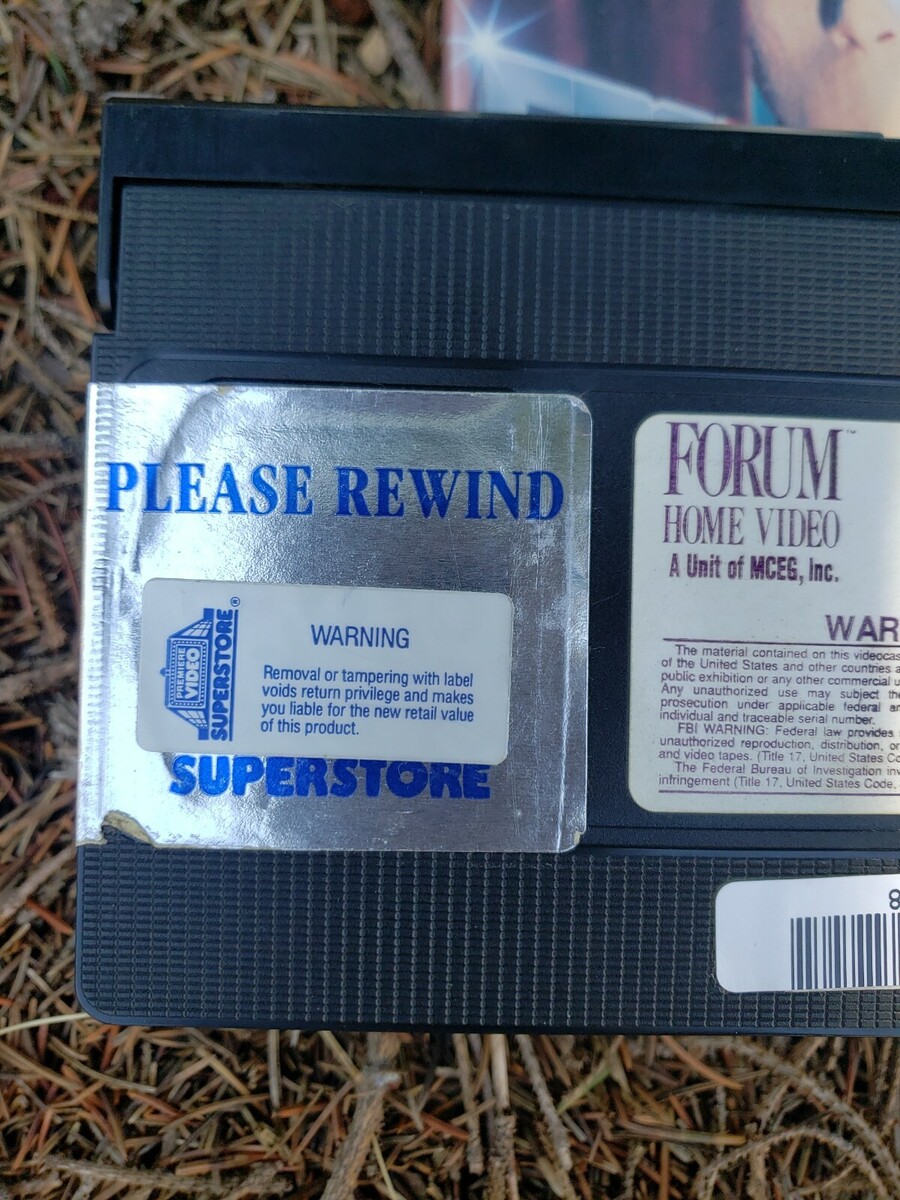 PLEASE REWIND
PREMIERE
VIDEO
SUPERSTORE®
WARNING
Removal or tampering with label
voids return privilege and makes
you liable for the new retail value
of this product.
SUPERSTORE
FORUM™
HOME VIDEO
A Unit of MCEG, Inc.
WAR
The material contained on this videocas
of the United States and other countries a
public exhibition or any other commercial u
Any unauthorized use may subject the
prosecution under applicable federal an
individual and traceable serial number.
FBI WARNING: Federal law provides
unauthorized reproduction, distribution, or
and video tapes. (Title 17, United States Co
The Federal Bureau of Investigation inv
infringement (Title 17, United States Code,
8